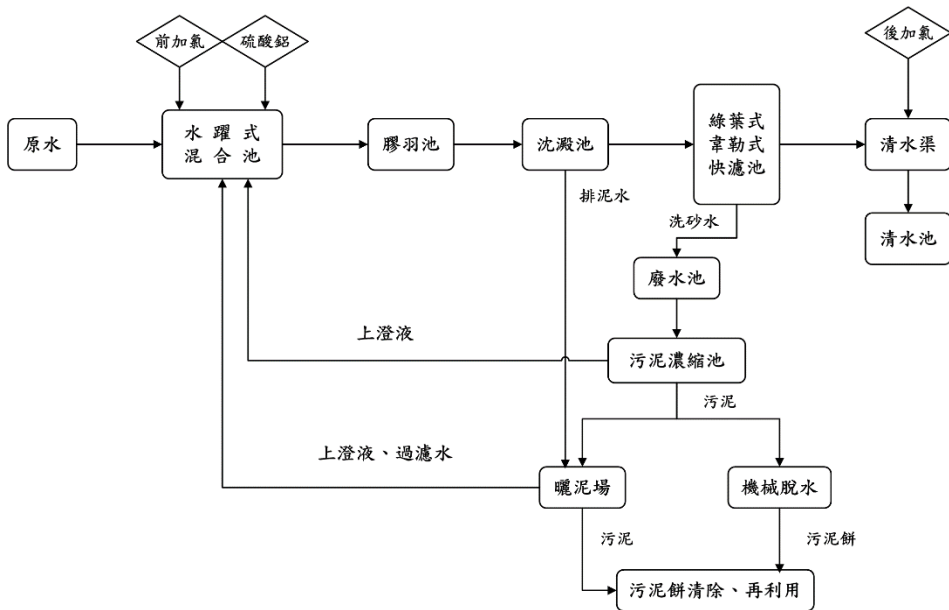 前加氯
硫酸鋁
後加氯
原水
水躍式
混合池
膠羽池
沈澱池
綠葉式
韋勒式
快濾池
清水渠
排泥水
洗砂水
清水池
廢水池
上澄液
污泥濃縮池
污泥
上澄液、過濾水
曬泥場
機械脫水
污泥
污泥餅
污泥餅清除、再利用